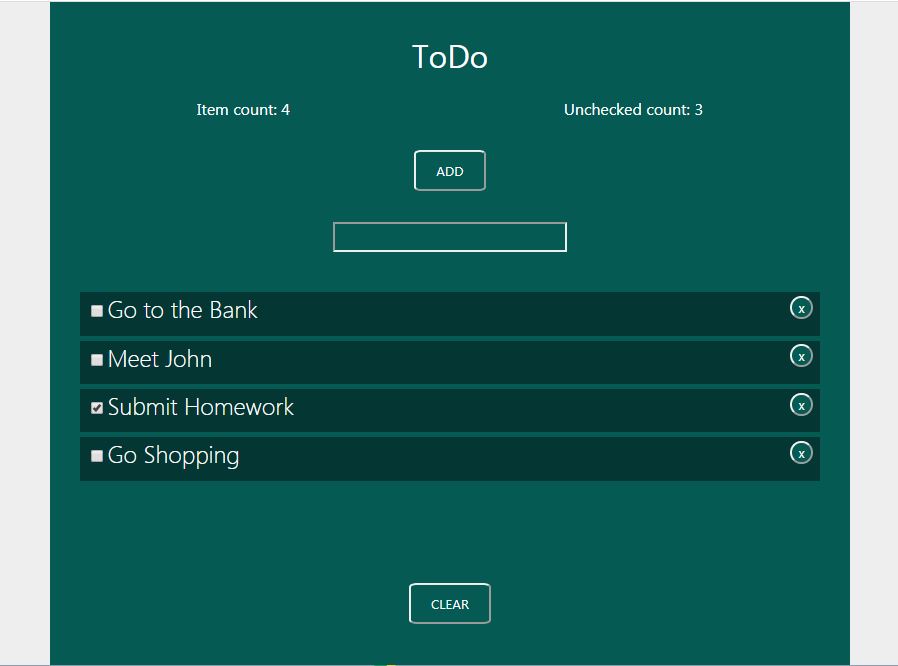 ToDo
Item count: 4 Unchecked count: 3
ADD
Go to the Bank x
Meet John x
Submit Homework x
Go Shopping x
CLEAR